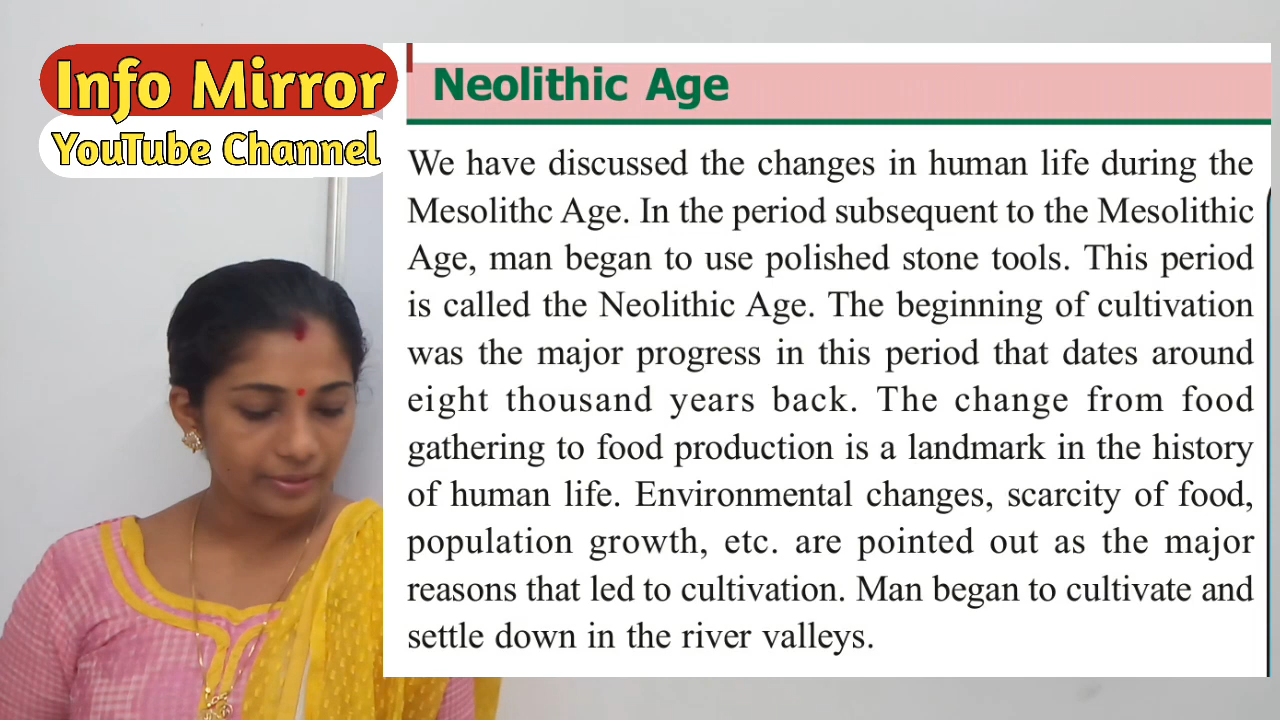 Info Mirror
YouTube Channel
Neolithic Age
We have discussed the changes in human life during the
Mesolithc Age. In the period subsequent to the Mesolithic
Age, man began to use polished stone tools. This period
is called the Neolithic Age. The beginning of cultivation
was the major progress in this period that dates around
eight thousand years back. The change from food
gathering to food production is a landmark in the history
of human life. Environmental changes, scarcity of food,
population growth, etc. are pointed out as the major
reasons that led to cultivation. Man began to cultivate and
settle down in the river valleys.